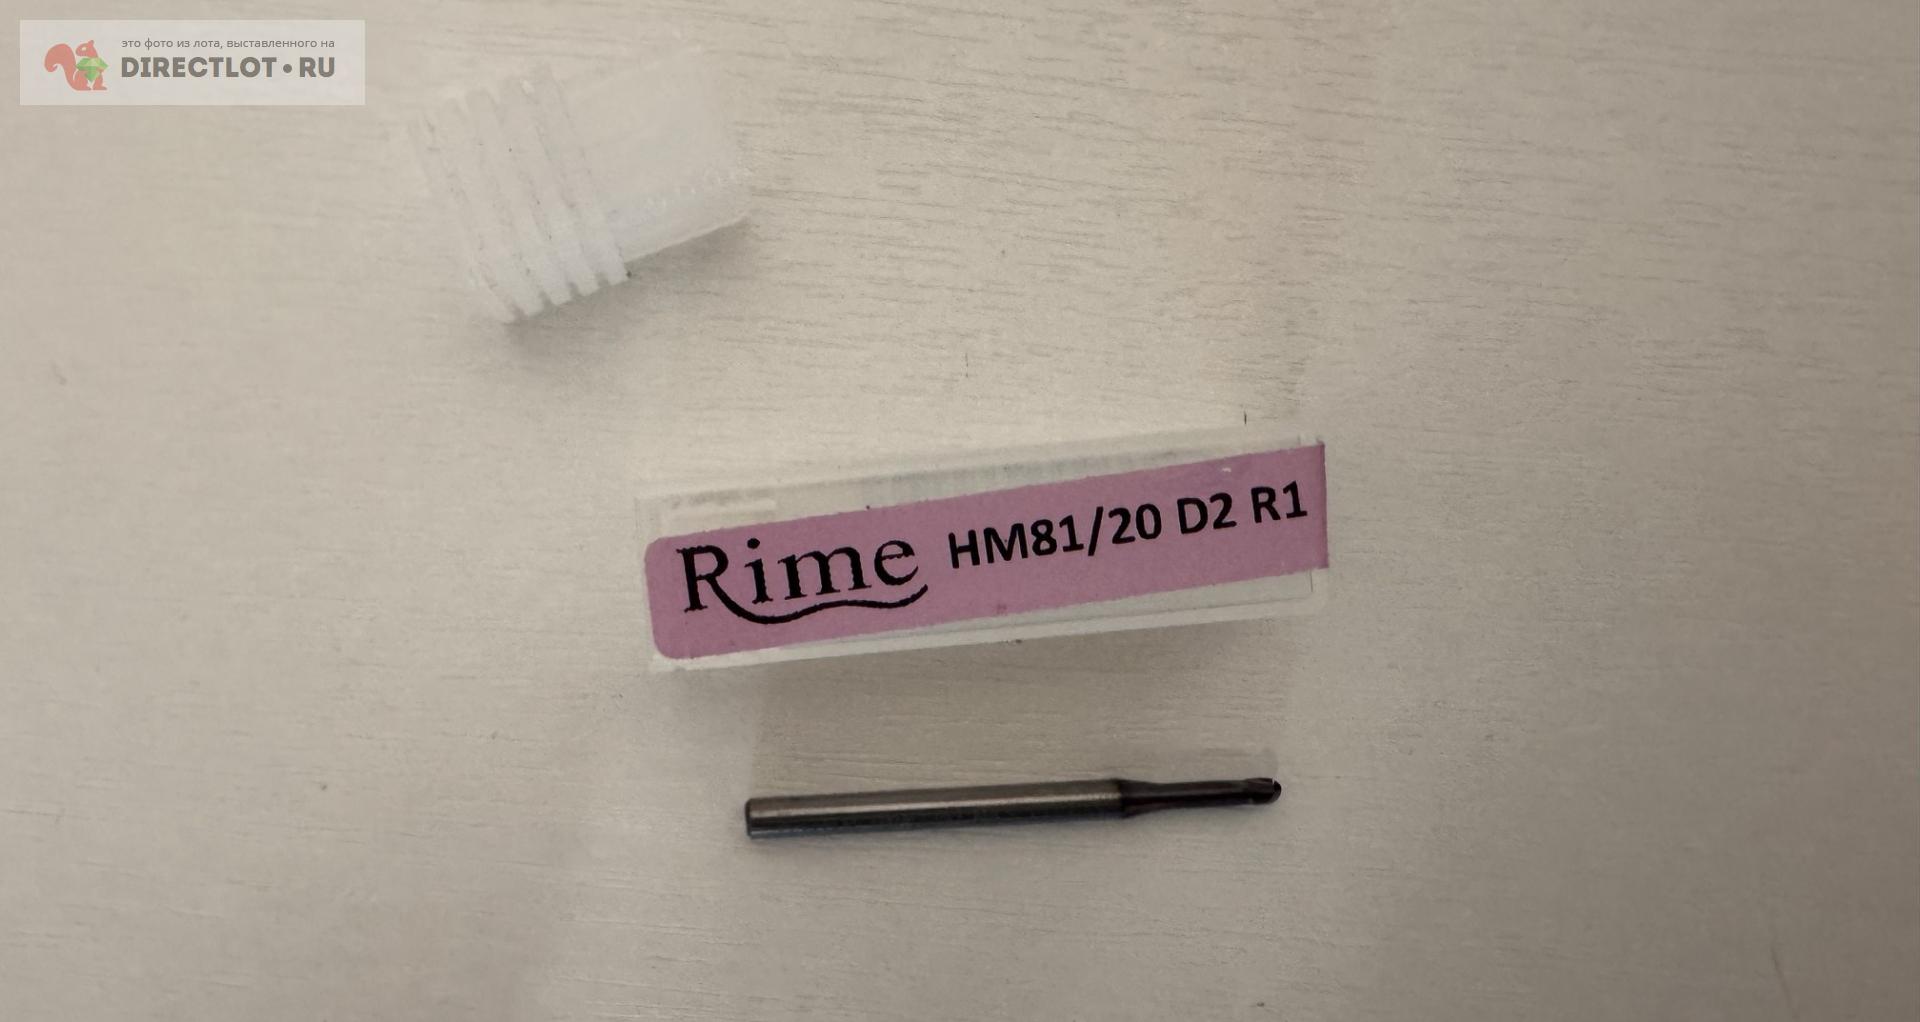 это фото из лота, выставленного на
DIRECTLOT•RU
Rime HM81/20 D2 R1